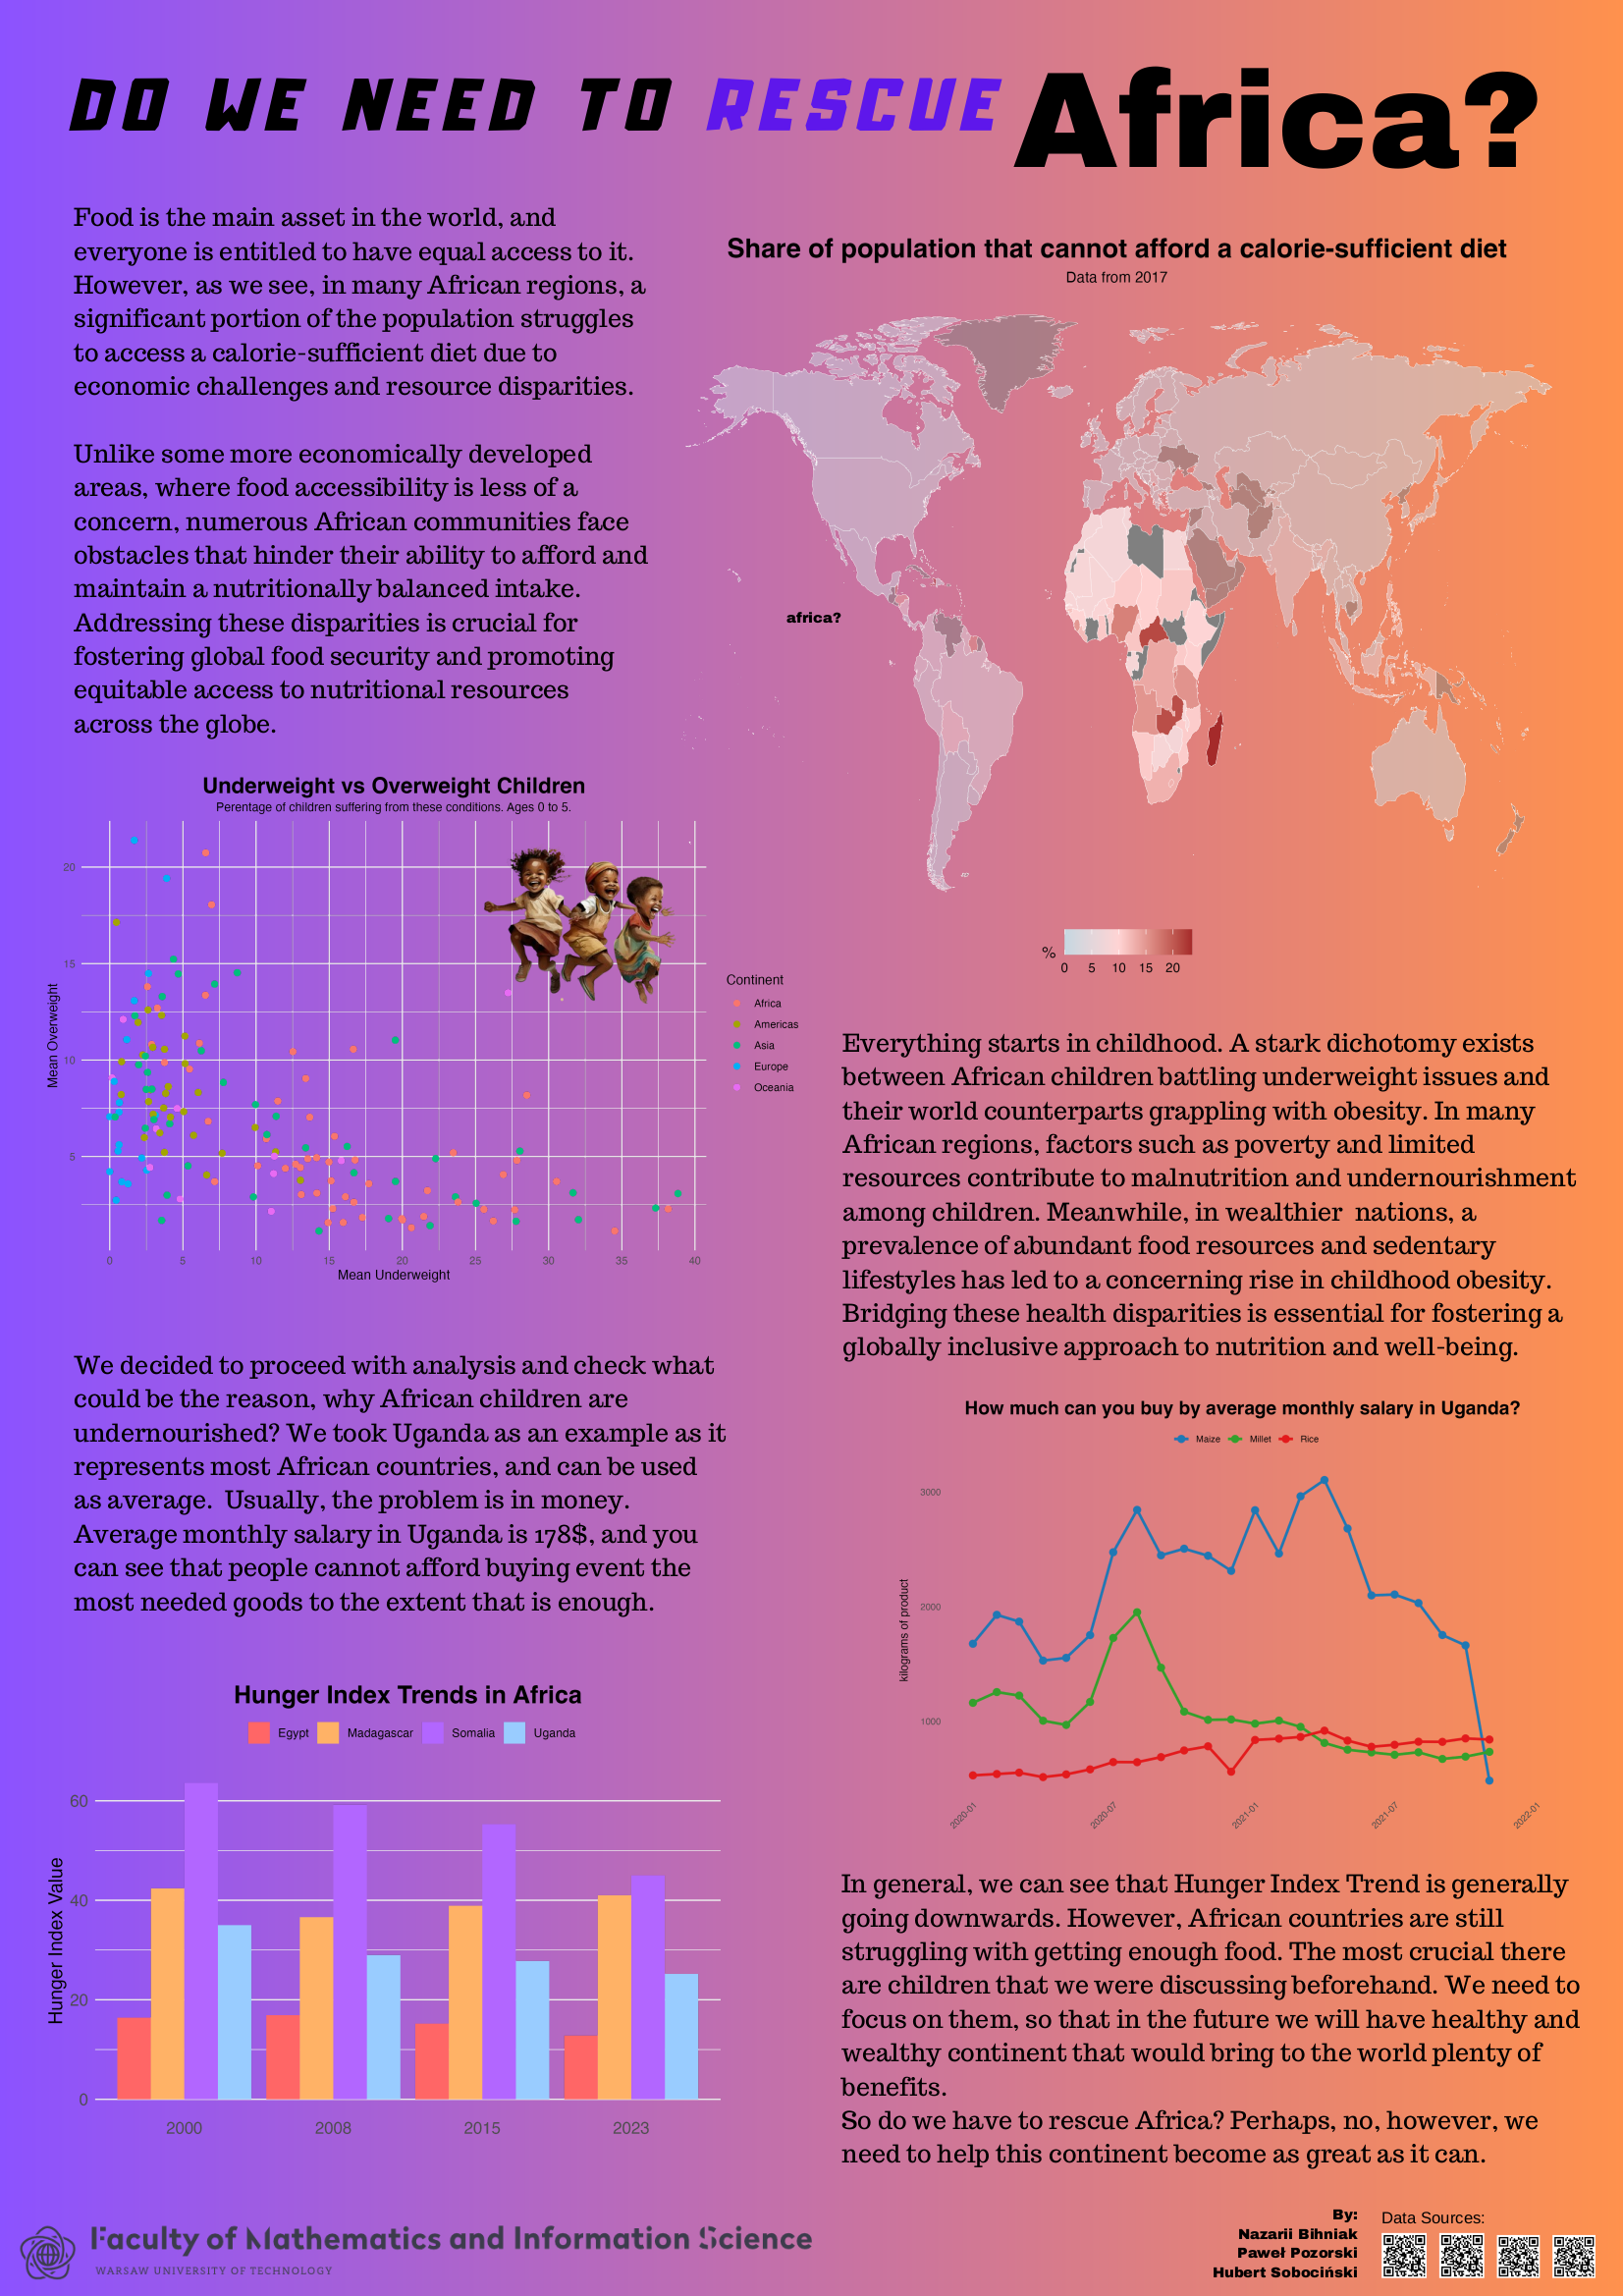 DO WE NEED TO RESCUE Africa?
Food is the main asset in the world, and
everyone is entitled to have equal access to it.
However, as we see, in many African regions, a
significant portion of the population struggles
to access a calorie-sufficient diet due to
economic challenges and resource disparities.
Unlike some more economically developed
areas, where food accessibility is less of a
concern, numerous African communities face
obstacles that hinder their ability to afford and
maintain a nutritionally balanced intake.
Addressing these disparities is crucial for
fostering global food security and promoting
equitable access to nutritional resources
across the globe.
Share of population that cannot afford a calorie-sufficient diet
Data from 2017
africa?
%
0 5 10 15 20
Underweight vs Overweight Children
Perentage of children suffering from these conditions. Ages 0 to 5.
Mean Overweight
20
15
10
5
0 5 10 15 20 25 30 35 40
Mean Underweight
Continent
Africa
Americas
Asia
Europe
Oceania
Everything starts in childhood. A stark dichotomy exists
between African children battling underweight issues and
their world counterparts grappling with obesity. In many
African regions, factors such as poverty and limited
resources contribute to malnutrition and undernourishment
among children. Meanwhile, in wealthier  nations, a
prevalence of abundant food resources and sedentary
lifestyles has led to a concerning rise in childhood obesity.
Bridging these health disparities is essential for fostering a
globally inclusive approach to nutrition and well-being.
We decided to proceed with analysis and check what
could be the reason, why African children are
undernourished? We took Uganda as an example as it
represents most African countries, and can be used
as average.  Usually, the problem is in money.
Average monthly salary in Uganda is 178$, and you
can see that people cannot afford buying event the
most needed goods to the extent that is enough.
How much can you buy by average monthly salary in Uganda?
Maize Millet Rice
kilograms of product
3000
2000
1000
2020-01 2020-07 2021-01 2021-07 2022-01
Hunger Index Trends in Africa
Egypt Madagascar Somalia Uganda
Hunger Index Value
60
40
20
0
2000 2008 2015 2023
In general, we can see that Hunger Index Trend is generally
going downwards. However, African countries are still
struggling with getting enough food. The most crucial there
are children that we were discussing beforehand. We need to
focus on them, so that in the future we will have healthy and
wealthy continent that would bring to the world plenty of
benefits.
So do we have to rescue Africa? Perhaps, no, however, we
need to help this continent become as great as it can.
Faculty of Mathematics and Information Science
WARSAW UNIVERSITY OF TECHNOLOGY
By:
Nazarii Bihniak
Paweł Pozorski
Hubert Sobociński
Data Sources: